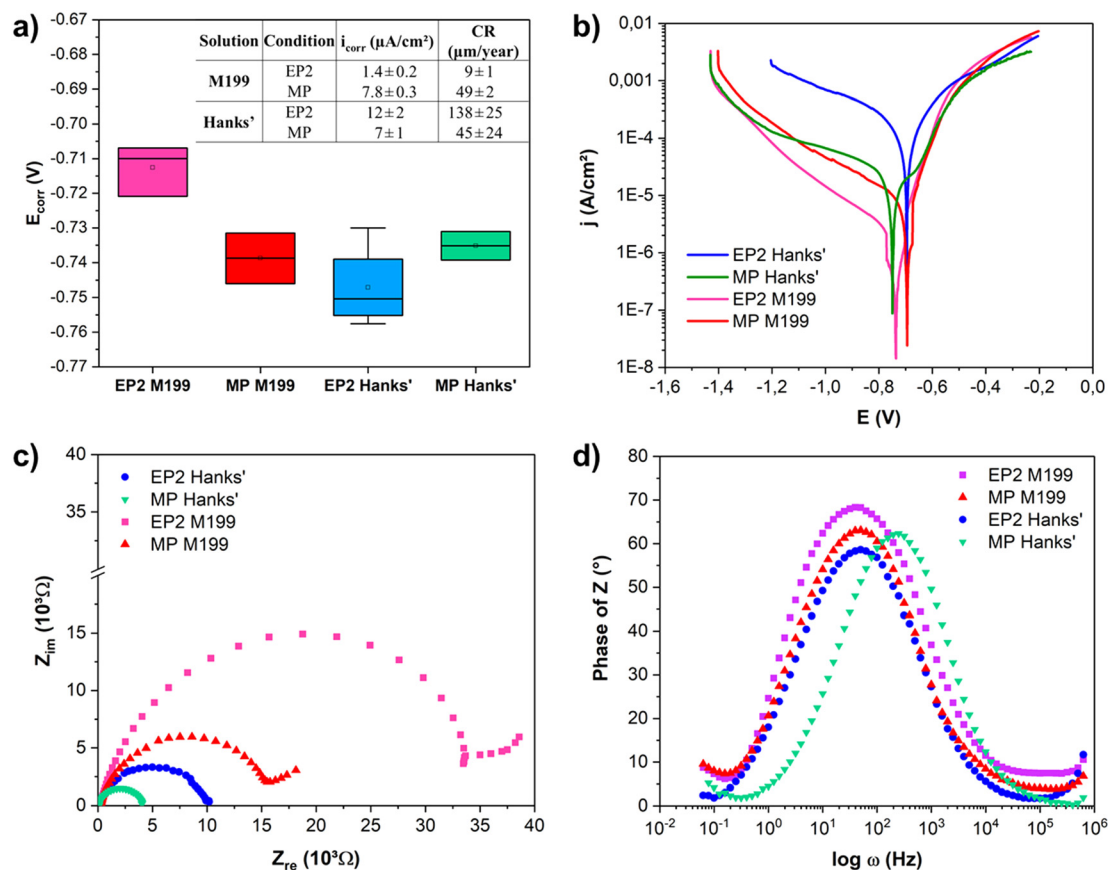 a)
-0.67
-0.68
-0.69
-0.70
-0.71
-0.72
-0.73
-0.74
-0.75
-0.76
-0.77
E_corr (V)
Solution Condition i_corr (µA/cm²) CR (µm/year)
M199 EP2 1.4±0.2 9±1
MP 7.8±0.3 49±2
Hanks' EP2 12±2 138±25
MP 7±1 45±24
EP2 M199 MP M199 EP2 Hanks' MP Hanks'
b)
0,01
0,001
1E-4
1E-5
1E-6
1E-7
1E-8
j (A/cm²)
EP2 Hanks'
MP Hanks'
EP2 M199
MP M199
-1,6 -1,4 -1,2 -1,0 -0,8 -0,6 -0,4 -0,2 0,0
E (V)
c)
40
35
15
10
5
0
Z_im (10³Ω)
EP2 Hanks'
MP Hanks'
EP2 M199
MP M199
0 5 10 15 20 25 30 35 40
Z_re (10³Ω)
d)
80
70
60
50
40
30
20
10
0
Phase of Z (°)
EP2 M199
MP M199
EP2 Hanks'
MP Hanks'
10⁻² 10⁻¹ 10⁰ 10¹ 10² 10³ 10⁴ 10⁵ 10⁶
log ω (Hz)